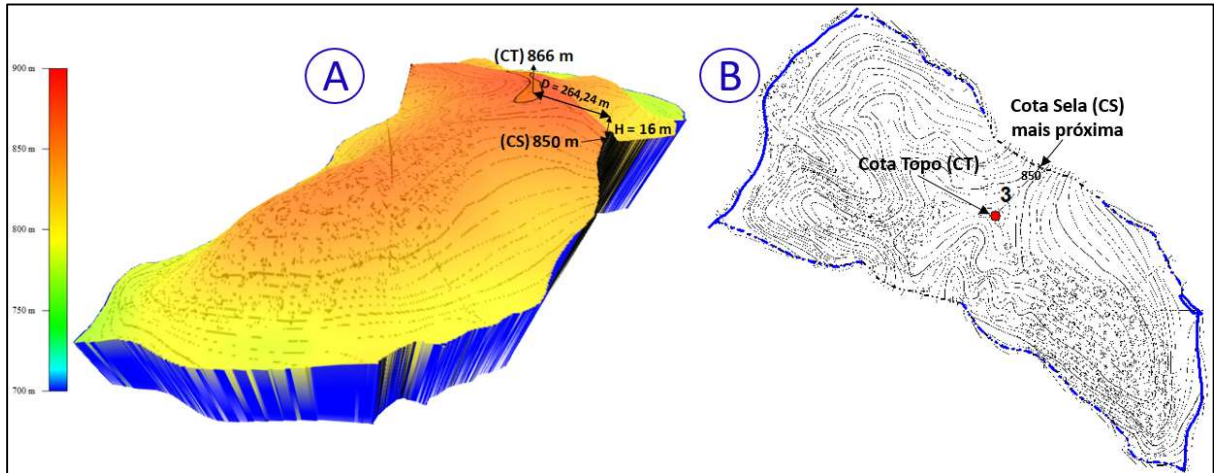 A
900 m
850 m
800 m
750 m
700 m
(CT) 866 m
D = 264,24 m
H = 16 m
(CS) 850 m
B
Cota Sela (CS)
mais próxima
Cota Topo (CT)
850
3